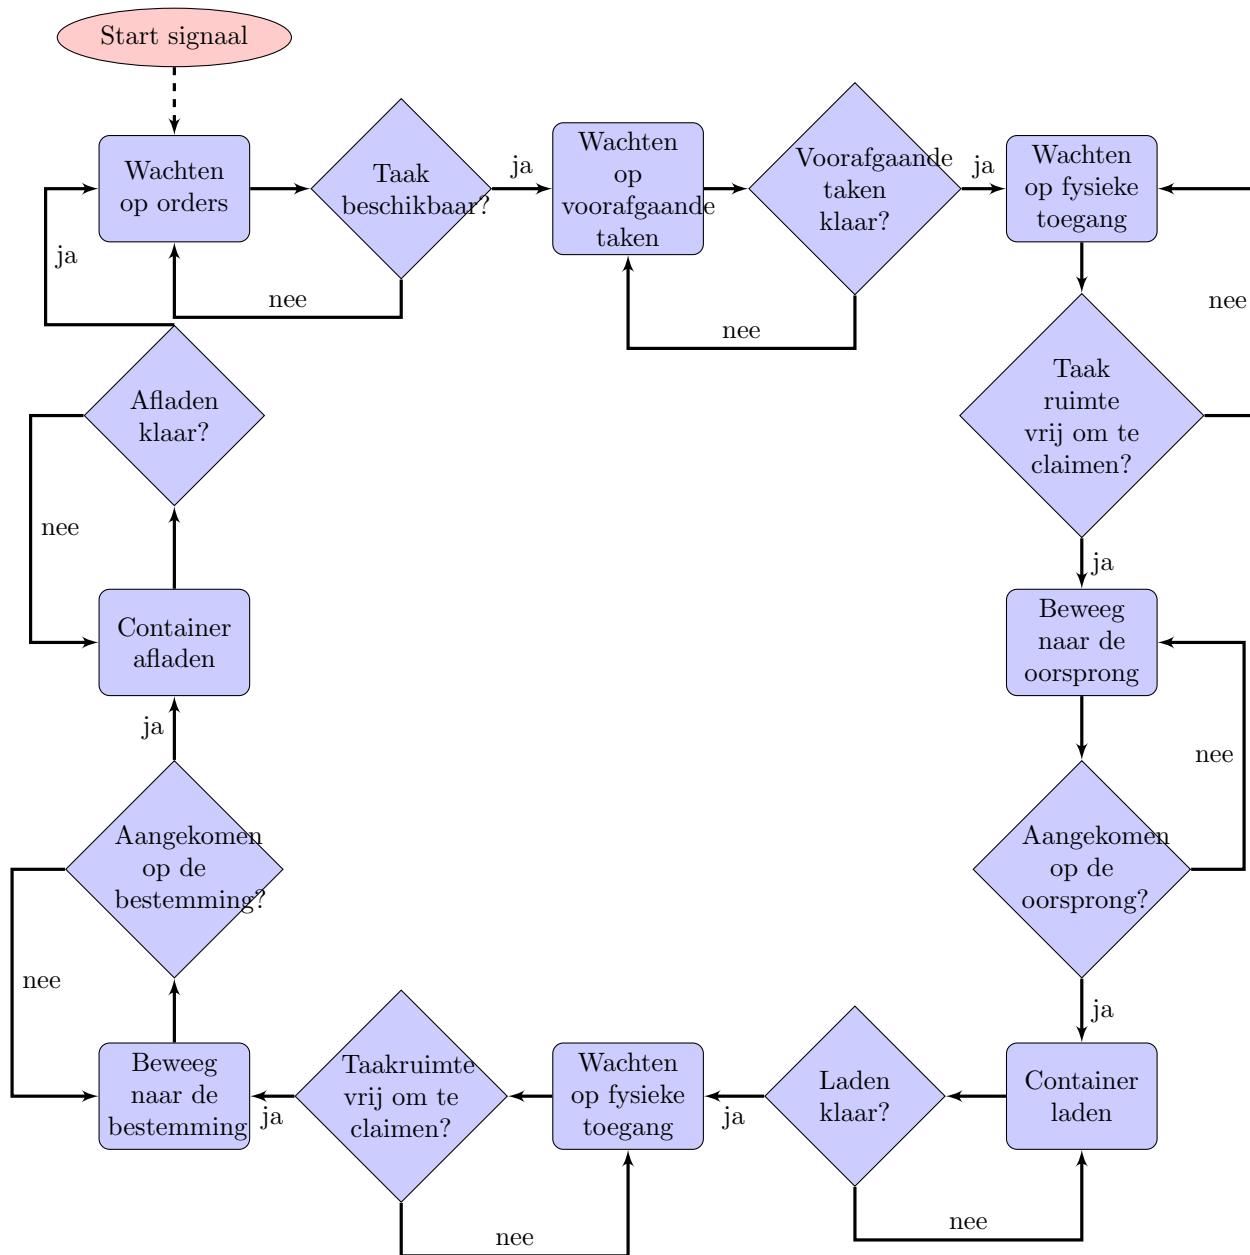 Start signaal
Wachten
op orders
Taak
beschikbaar?
ja
Wachten
op
voorafgaande
taken
Voorafgaande
taken
klaar?
ja
Wachten
op fysieke
toegang
ja
nee
nee
nee
Taak
ruimte
vrij om te
claimen?
Afladen
klaar?
nee
ja
Container
afladen
Beweeg
naar de
oorsprong
ja
nee
Aangekomen
op de
bestemming?
Aangekomen
op de
oorsprong?
nee
ja
Beweeg
naar de
bestemming
ja
Taakruimte
vrij om te
claimen?
Wachten
op fysieke
toegang
ja
Laden
klaar?
Container
laden
nee
nee